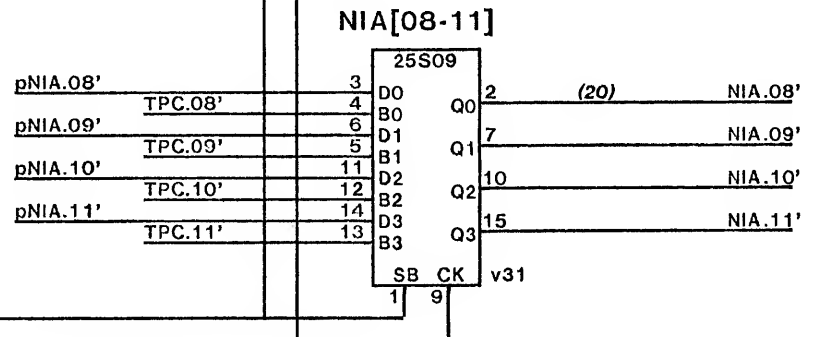 NIA[08-11]
25S09
pNIA.08' 3 D0 Q0 2 (20) NIA.08'
TPC.08' 4 B0
pNIA.09' 6 D1 Q1 7 NIA.09'
TPC.09' 5 B1
pNIA.10' 11 D2 Q2 10 NIA.10'
TPC.10' 12 B2
pNIA.11' 14 D3 Q3 15 NIA.11'
TPC.11' 13 B3
SB CK v31
1 9